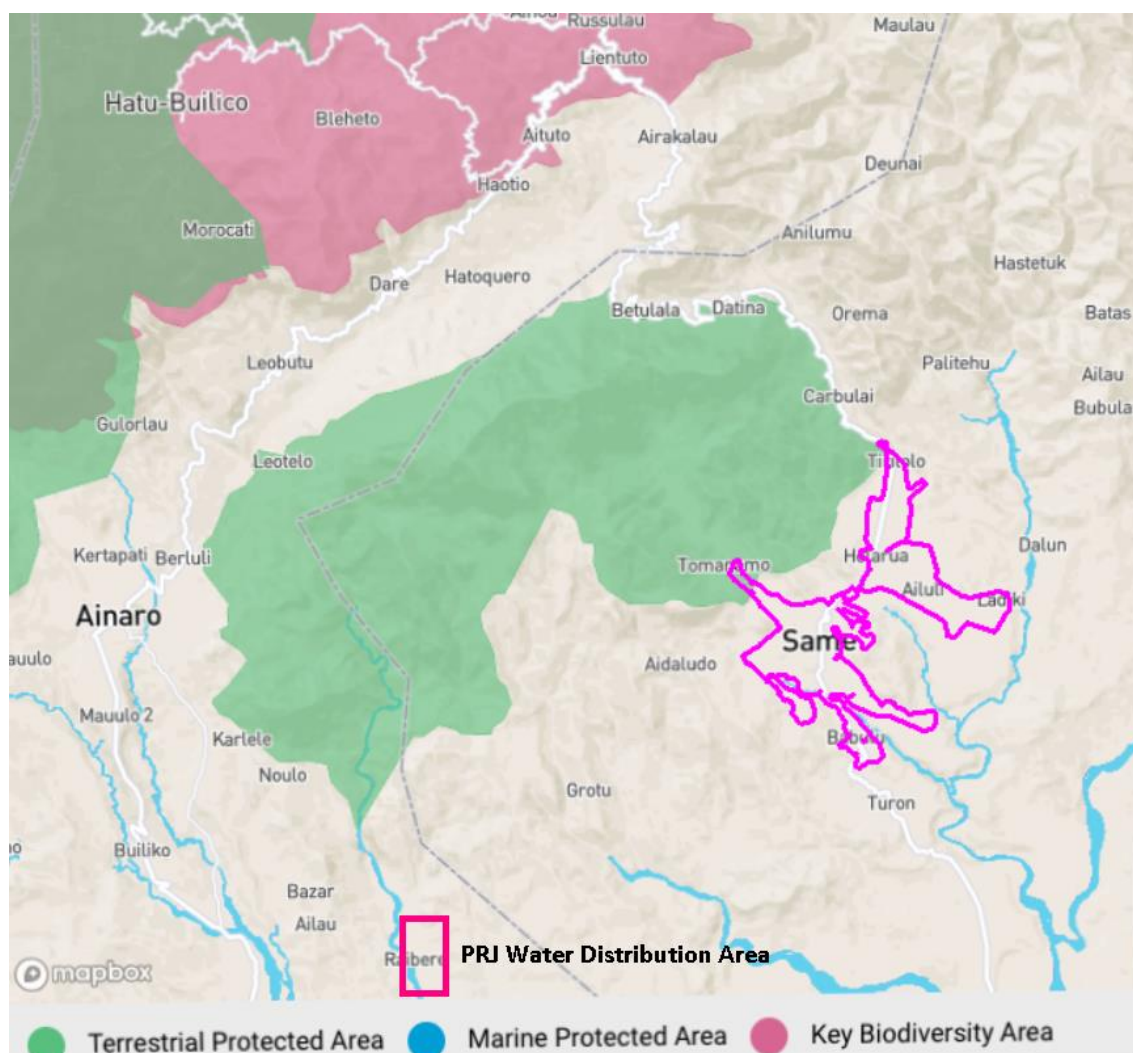 Ainou
Russulau
Maulau
Lientuto
Hatu-Builico
Bleheto
Aituto
Airakalau
Deunai
Haotio
Morocati
Anilumu
Hastetuk
Dare
Hatoquero
Betulala
Datina
Orema
Batas
Leobutu
Palitehu
Ailau
Carbulai
Bubula
Gulorlau
Leotelo
Dalun
Kertapati
Berluli
Holarua
Ailuli
Ladiki
Ainaro
Same
auulo
Aidaludo
Mauulo 2
Karlele
Babulu
Noulo
Grotu
Turon
Builiko
Bazar
Ailau
Raibere
PRJ Water Distribution Area
mapbox
Terrestrial Protected Area
Marine Protected Area
Key Biodiversity Area